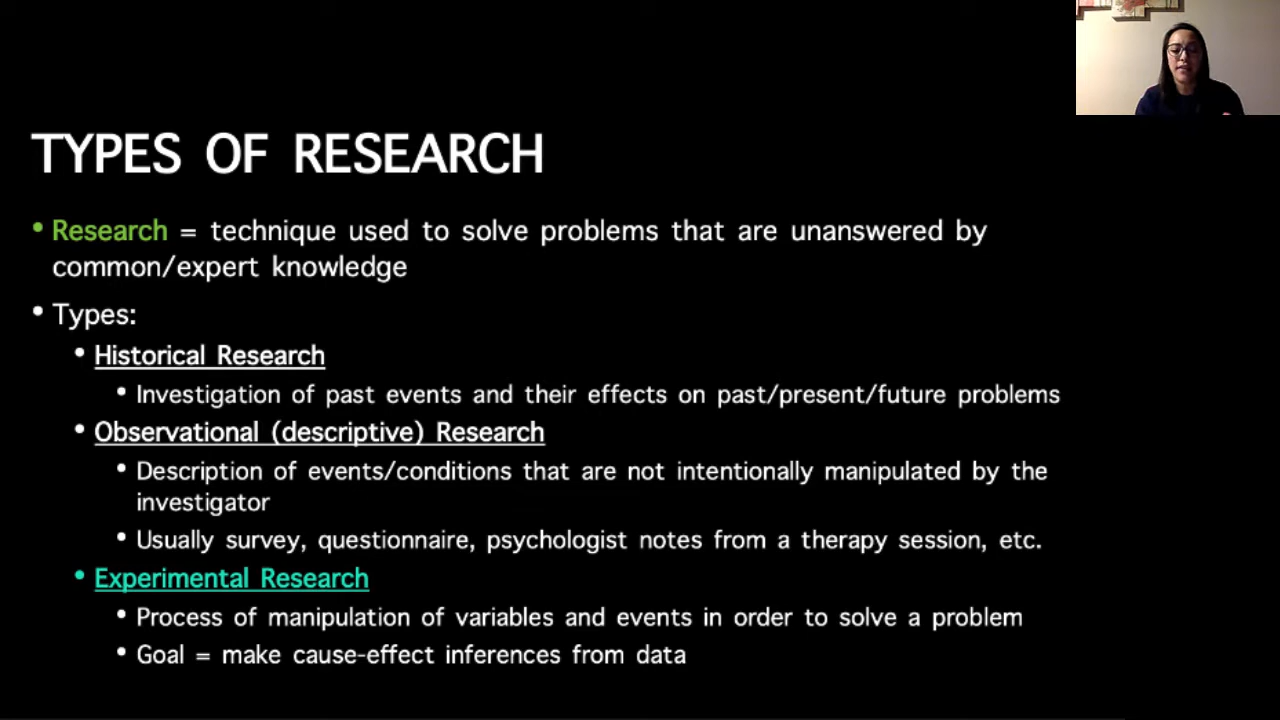 TYPES OF RESEARCH
• Research = technique used to solve problems that are unanswered by
common/expert knowledge
• Types:
• Historical Research
• Investigation of past events and their effects on past/present/future problems
• Observational (descriptive) Research
• Description of events/conditions that are not intentionally manipulated by the
investigator
• Usually survey, questionnaire, psychologist notes from a therapy session, etc.
• Experimental Research
• Process of manipulation of variables and events in order to solve a problem
• Goal = make cause-effect inferences from data